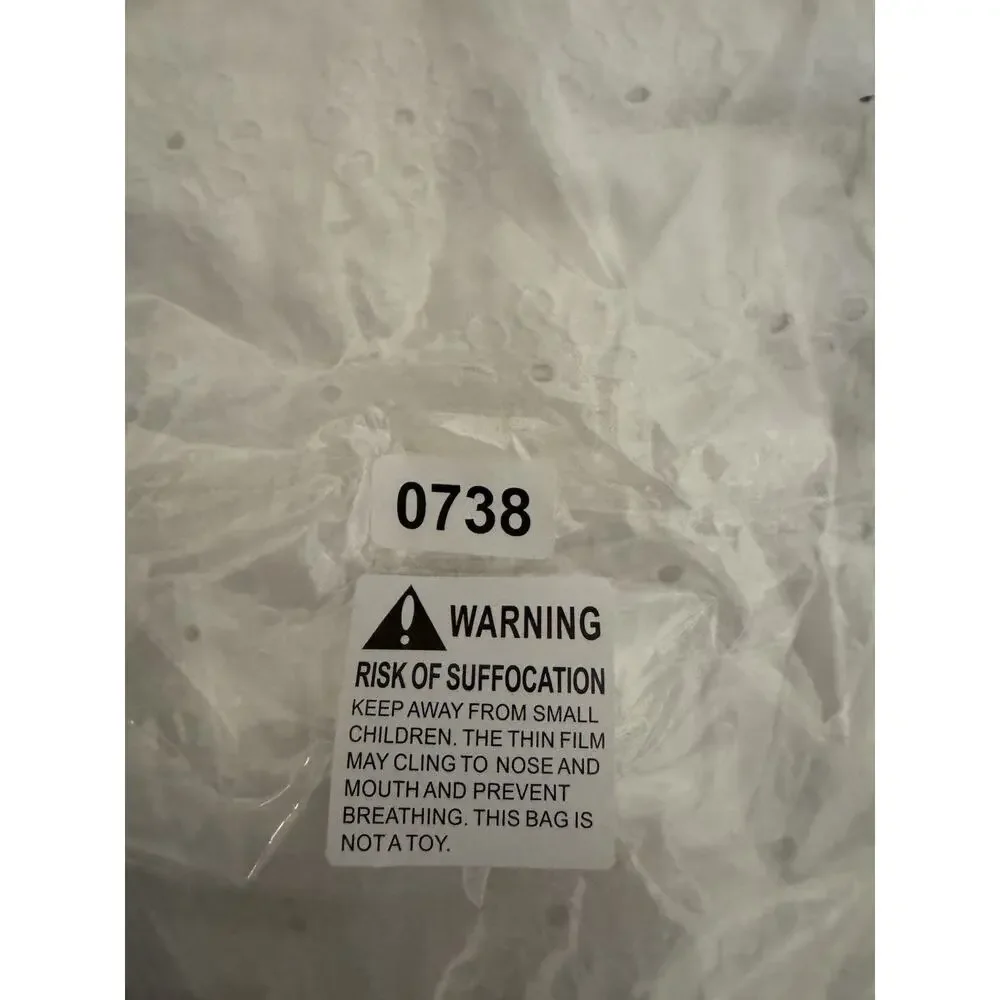 0738
WARNING
RISK OF SUFFOCATION
KEEP AWAY FROM SMALL
CHILDREN. THE THIN FILM
MAY CLING TO NOSE AND
MOUTH AND PREVENT
BREATHING. THIS BAG IS
NOT A TOY.